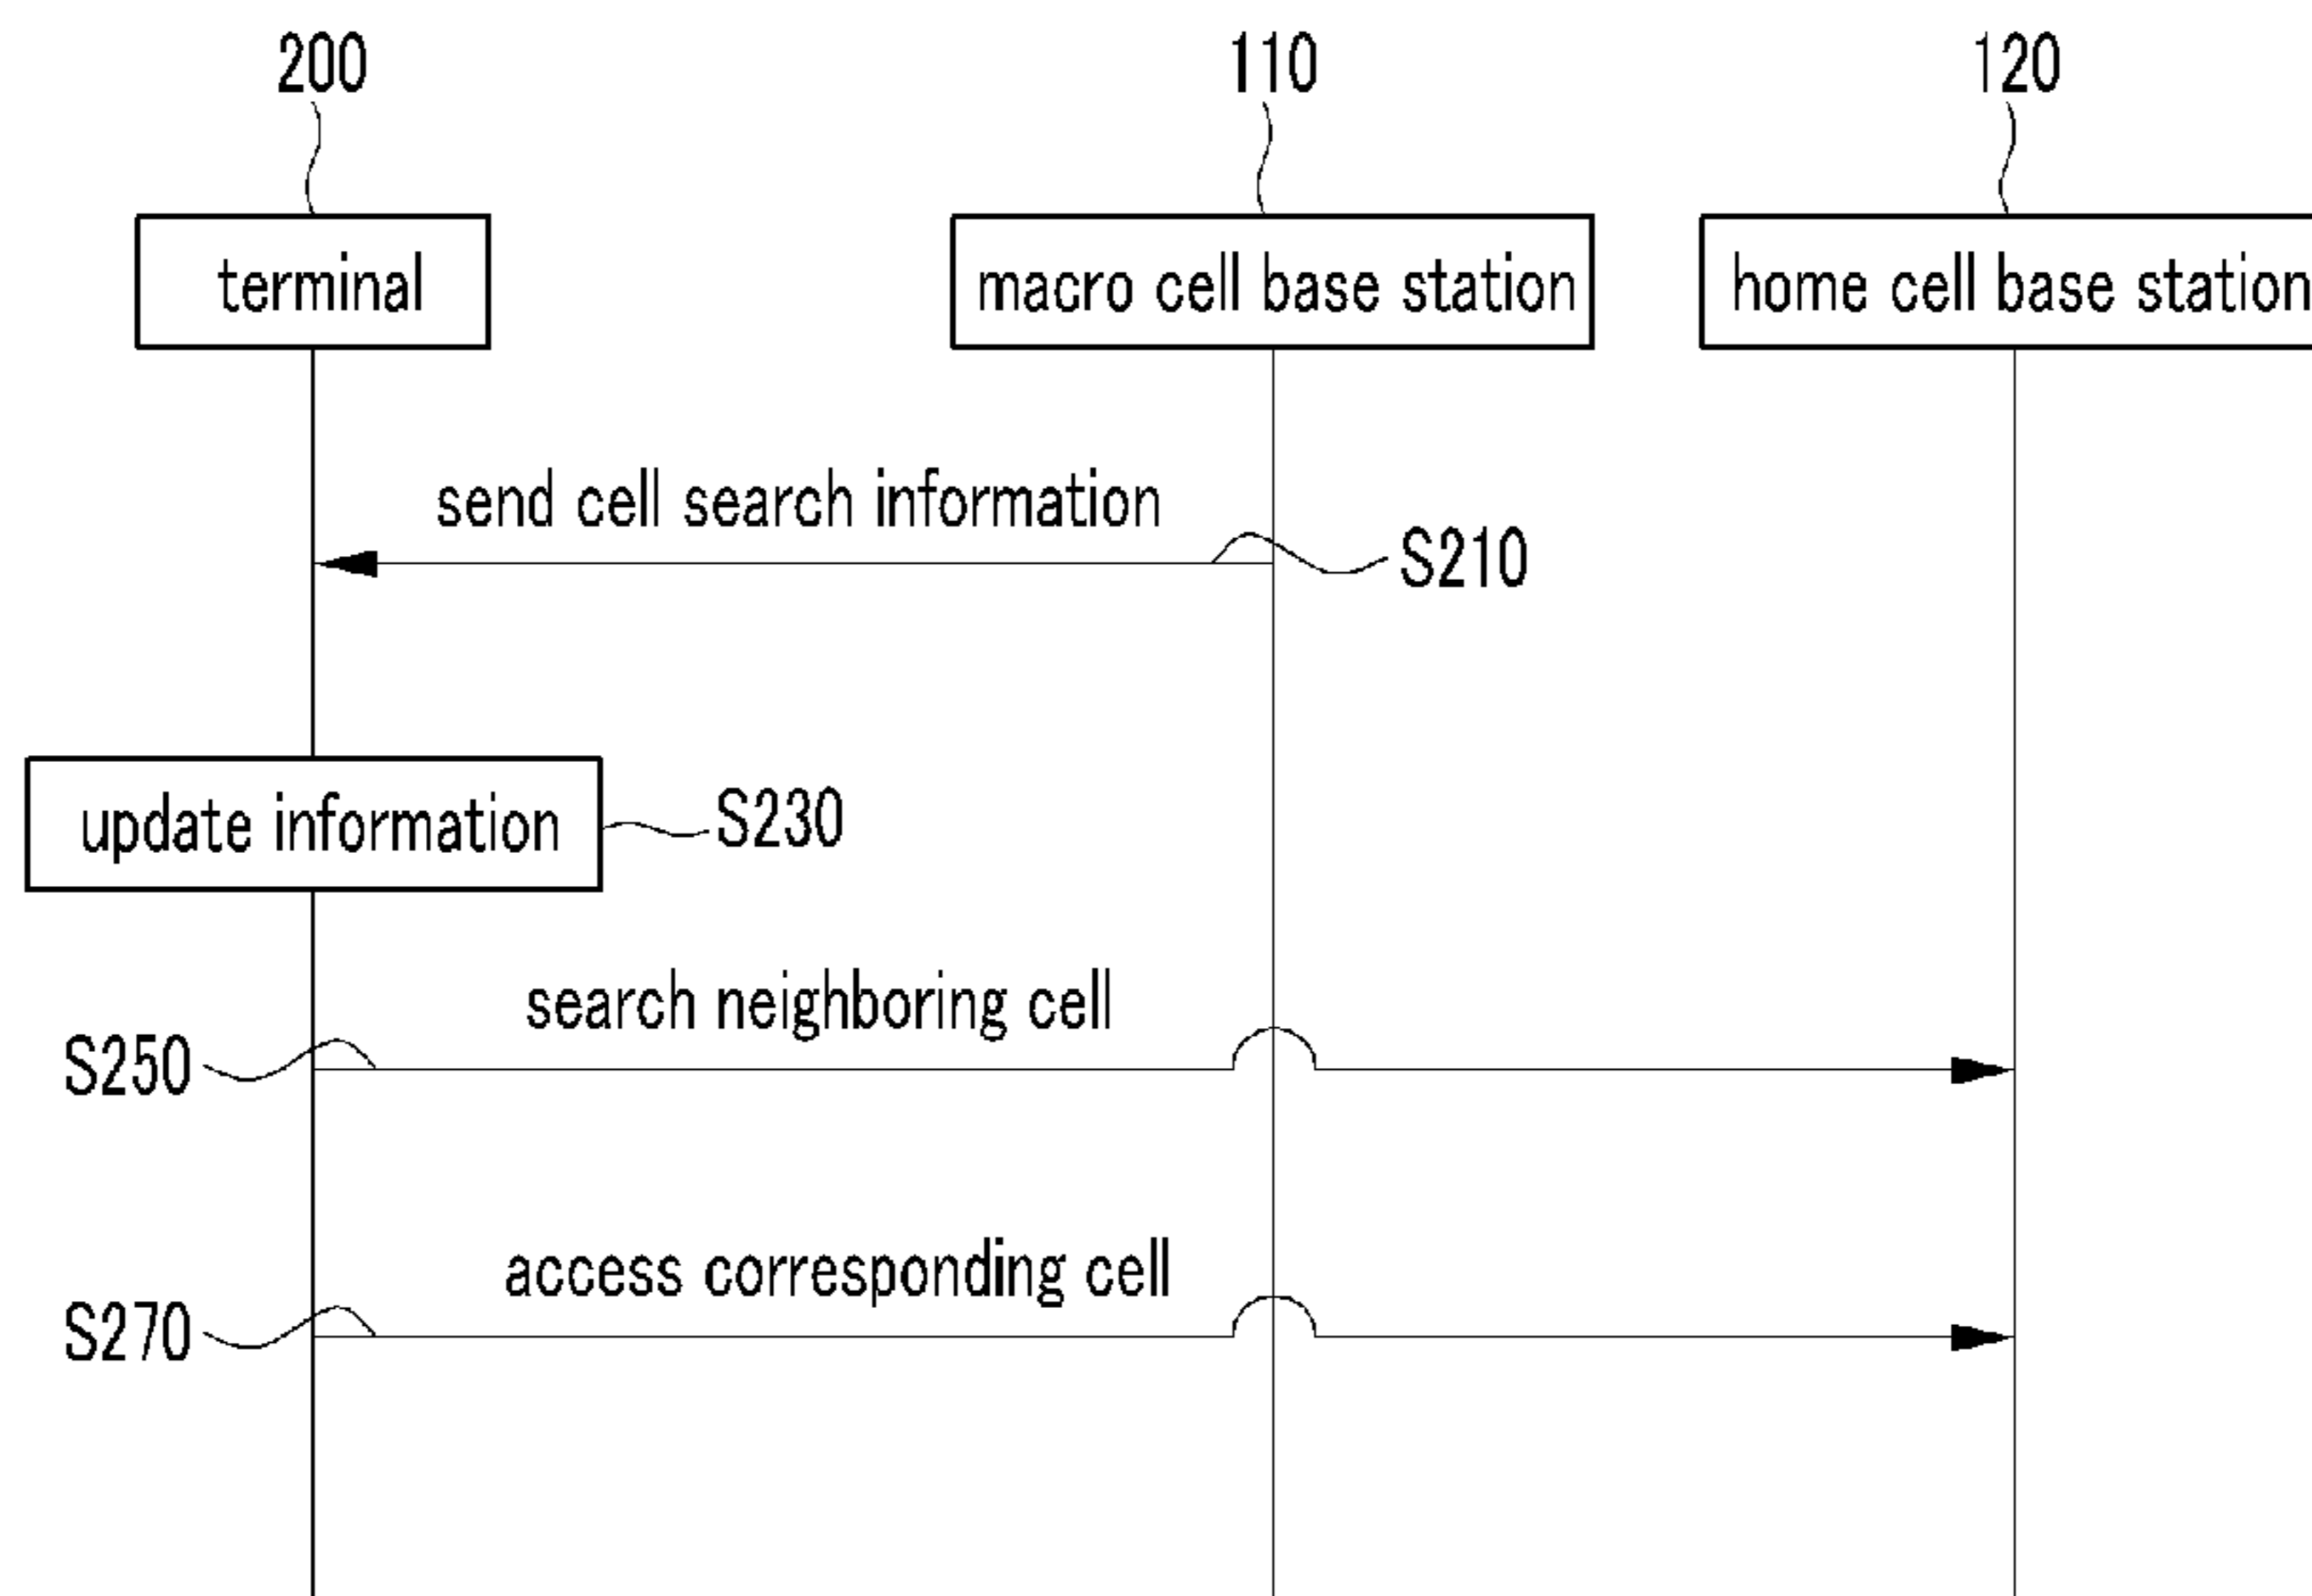 200
110
120
terminal
macro cell base station
home cell base station
send cell search information
S210
update information
S230
search neighboring cell
S250
access corresponding cell
S270